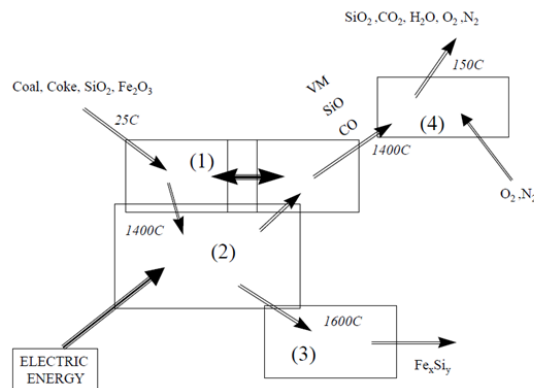 SiO₂ ,CO₂, H₂O, O₂ ,N₂
150C
Coal, Coke, SiO₂, Fe₂O₃
25C
VM
SiO
CO
(1)
1400C
(4)
O₂ ,N₂
1400C
(2)
1600C
(3)
ELECTRIC
ENERGY
FeₓSiᵧ